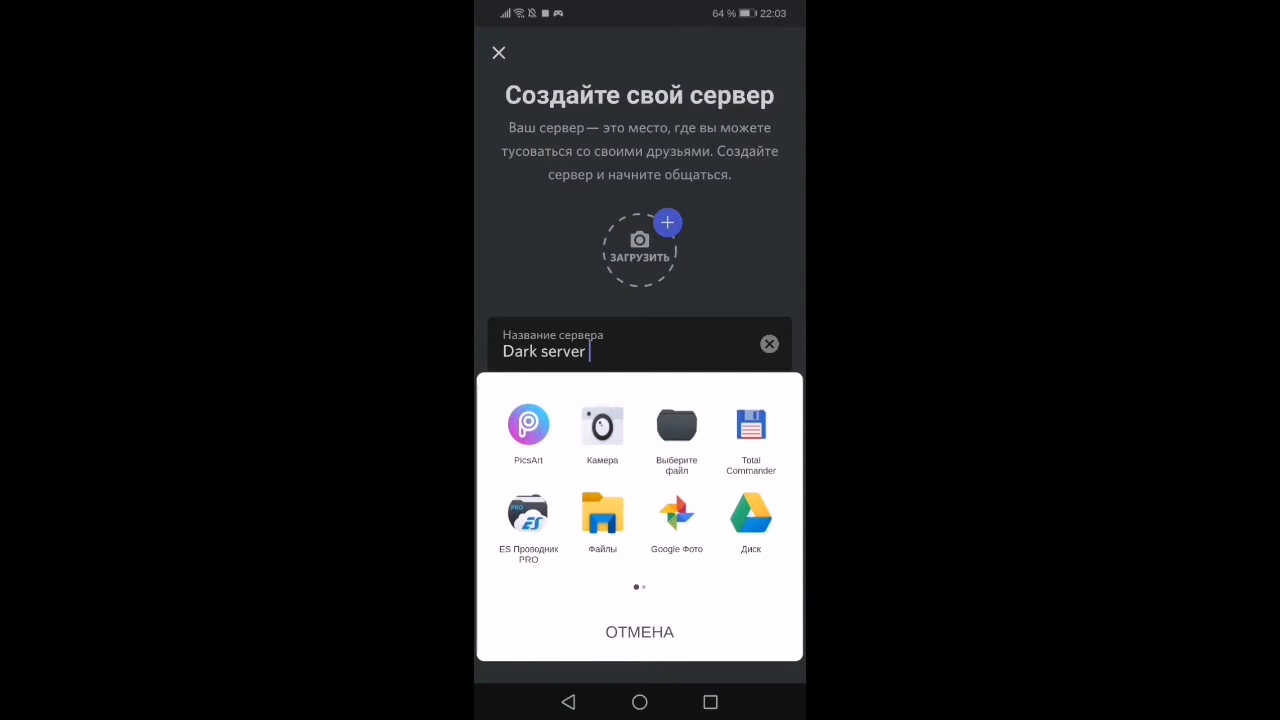 64 % 22:03
Создайте свой сервер
Ваш сервер — это место, где вы можете
тусоваться со своими друзьями. Создайте
сервер и начните общаться.
ЗАГРУЗИТЬ
Название сервера
Dark server
PicsArt
Камера
Выберите
файл
Total
Commander
PRO
ES
ES Проводник
PRO
Файлы
Google Фото
Диск
ОТМЕНА